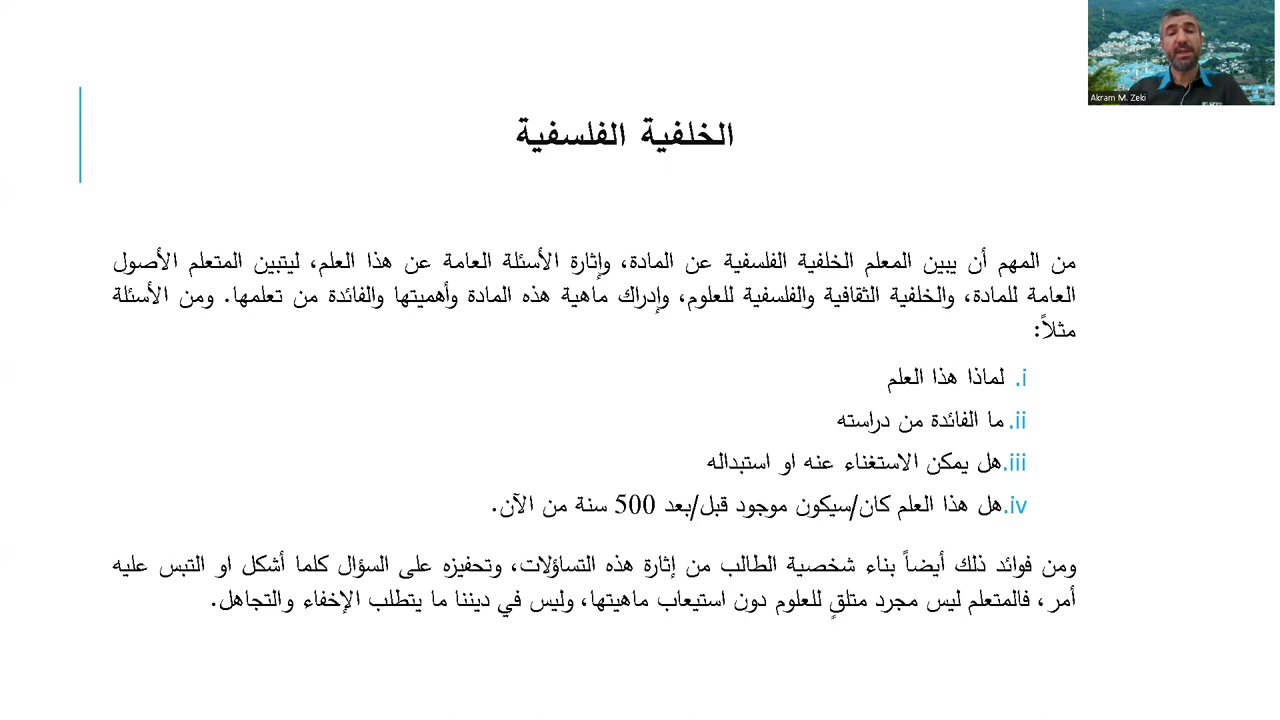 Akram M. Zeki
الخلفية الفلسفية
من المهم أن يبين المعلم الخلفية الفلسفية عن المادة، وإثارة الأسئلة العامة عن هذا العلم، ليتبين المتعلم الأصول
العامة للمادة، والخلفية الثقافية والفلسفية للعلوم، وإدراك ماهية هذه المادة وأهميتها والفائدة من تعلمها. ومن الأسئلة
مثلاً:
i. لماذا هذا العلم
ii. ما الفائدة من دراسته
iii. هل يمكن الاستغناء عنه او استبداله
iv. هل هذا العلم كان/سيكون موجود قبل/بعد 500 سنة من الآن.
ومن فوائد ذلك أيضاً بناء شخصية الطالب من إثارة هذه التساؤلات، وتحفيزه على السؤال كلما أشكل او التبس عليه
أمر، فالمتعلم ليس مجرد متلقٍ للعلوم دون استيعاب ماهيتها، وليس في ديننا ما يتطلب الإخفاء والتجاهل.